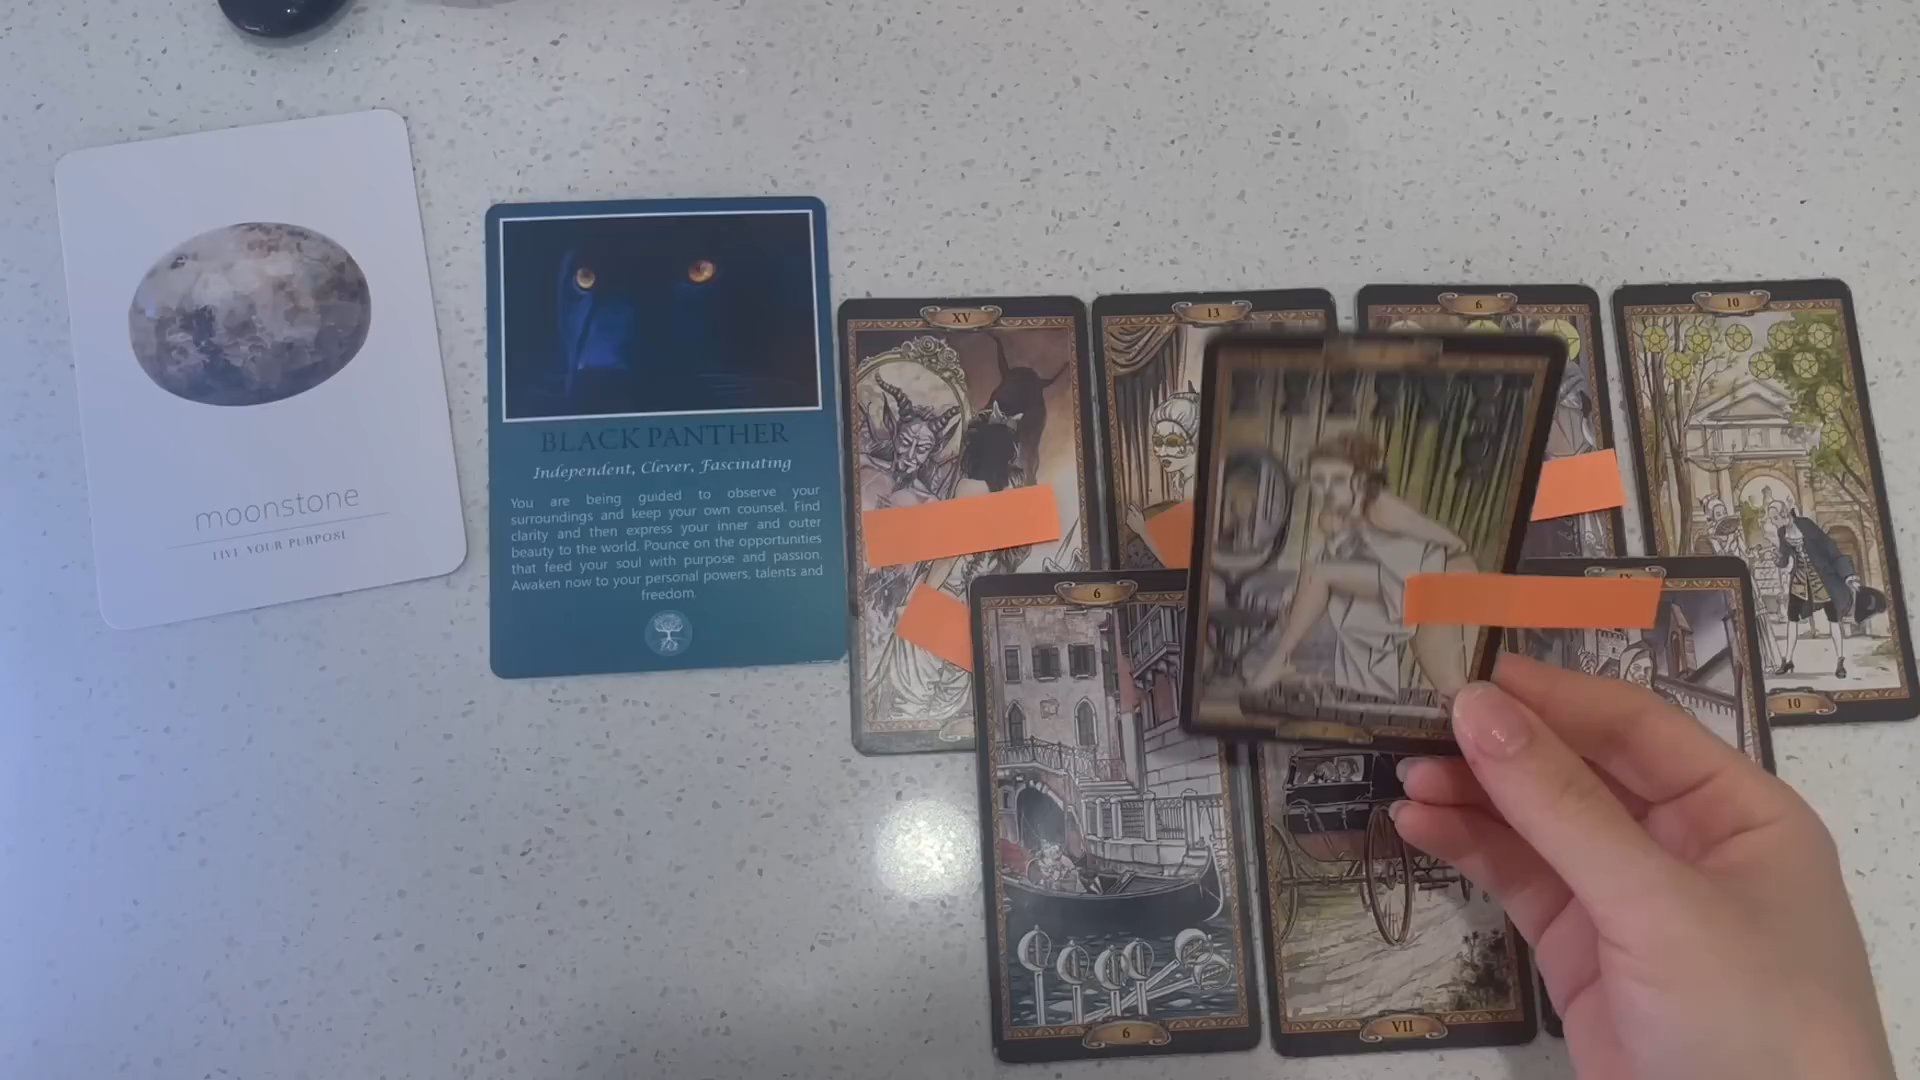 moonstone
LIVE YOUR PURPOSE
BLACK PANTHER
Independent, Clever, Fascinating
You are being guided to observe your
surroundings and keep your own counsel. Find
clarity and then express your inner and outer
beauty to the world. Pounce on the opportunities
that feed your soul with purpose and passion.
Awaken now to your personal powers, talents and
freedom.
XV
13
6
10
6
IX
10
6
VII